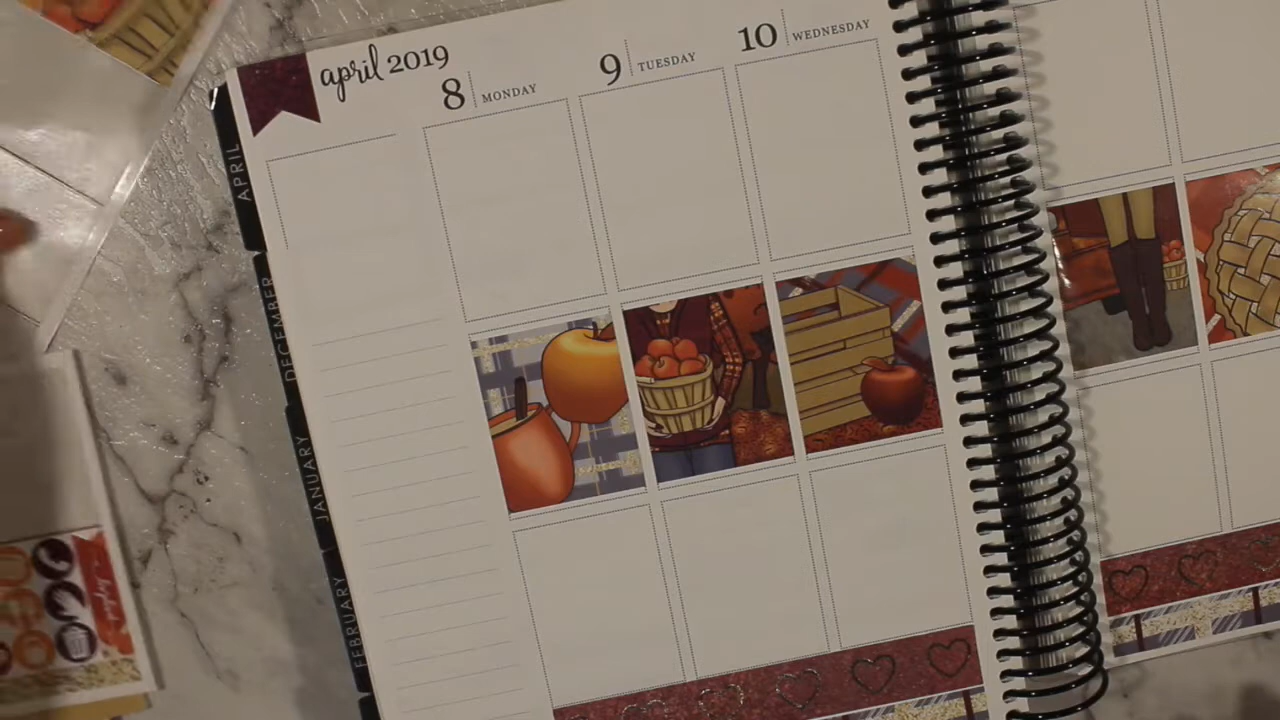 april 2019
8 MONDAY
9 TUESDAY
10 WEDNESDAY
APRIL
DECEMBER
JANUARY
FEBRUARY